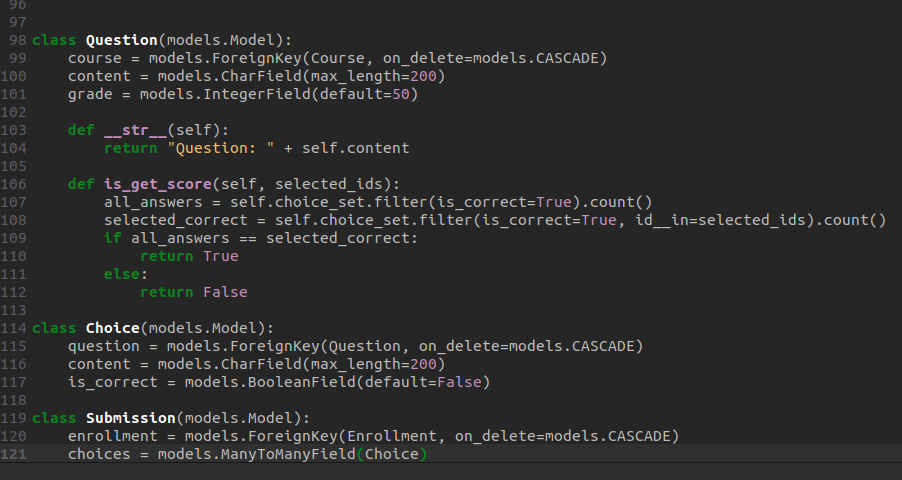 96
97
98 class Question(models.Model):
99     course = models.ForeignKey(Course, on_delete=models.CASCADE)
100     content = models.CharField(max_length=200)
101     grade = models.IntegerField(default=50)
102
103     def __str__(self):
104         return "Question: " + self.content
105
106     def is_get_score(self, selected_ids):
107         all_answers = self.choice_set.filter(is_correct=True).count()
108         selected_correct = self.choice_set.filter(is_correct=True, id__in=selected_ids).count()
109         if all_answers == selected_correct:
110             return True
111         else:
112             return False
113
114 class Choice(models.Model):
115     question = models.ForeignKey(Question, on_delete=models.CASCADE)
116     content = models.CharField(max_length=200)
117     is_correct = models.BooleanField(default=False)
118
119 class Submission(models.Model):
120     enrollment = models.ForeignKey(Enrollment, on_delete=models.CASCADE)
121     choices = models.ManyToManyField(Choice)